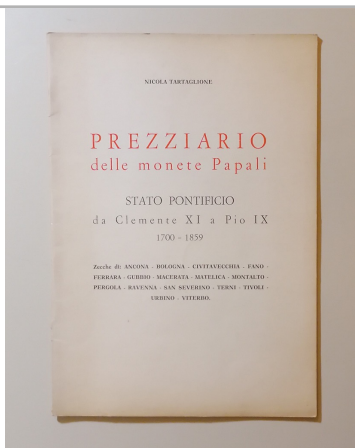 NICOLA TARTAGLIONE
PREZZIARIO
delle monete Papali
STATO PONTIFICIO
da Clemente XI a Pio IX
1700 - 1859
Zecche di: ANCONA - BOLOGNA - CIVITAVECCHIA - FANO -
FERRARA - GUBBIO - MACERATA - MATELICA - MONTALTO -
PERGOLA - RAVENNA - SAN SEVERINO - TERNI - TIVOLI -
URBINO - VITERBO.